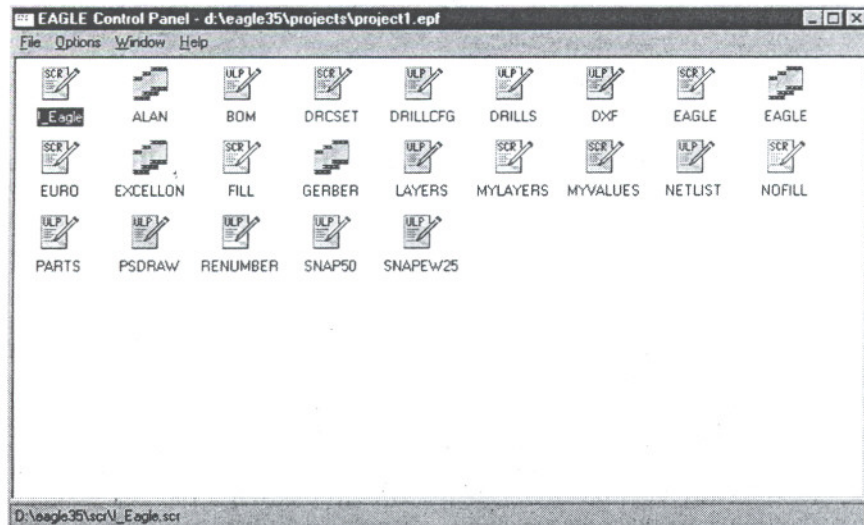 EAGLE Control Panel - d:\eagle35\projects\project1.epf
File Options Window Help
SCR ULP SCR ULP ULP ULP SCR
!_Eagle ALAN BOM DRCSET DRILLCFG DRILLS DXF EAGLE EAGLE
SCR SCR ULP SCR SCR ULP SCR
EURO EXCELLON FILL GERBER LAYERS MYLAYERS MYVALUES NETLIST NOFILL
ULP ULP ULP ULP ULP
PARTS PSDRAW RENUMBER SNAP50 SNAPEW25
D:\eagle35\scr\!_Eagle.scr